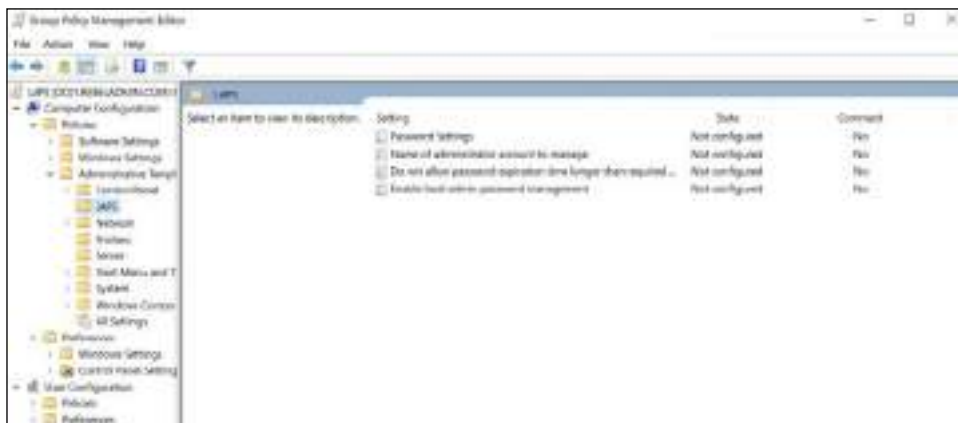 Group Policy Management Editor
File Action View Help
LAPS
Computer Configuration
Policies
Software Settings
Windows Settings
Administrative Templ
Control Panel
LAPS
Network
Printers
Server
Start Menu and T
System
Windows Compon
All Settings
Preferences
Windows Settings
Control Panel Setting
User Configuration
Policies
Preferences
LAPS
Select an item to view its description.
Setting State Comment
Password Settings Not configured No
Name of administrator account to manage Not configured No
Do not allow password expiration time longer than required ... Not configured No
Enable local admin password management Not configured No